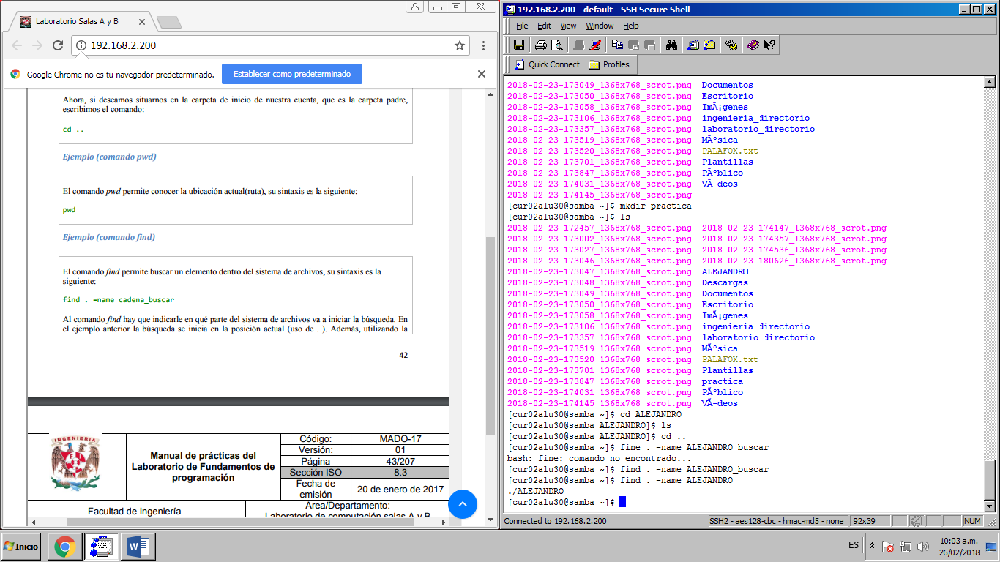 Laboratorio Salas A y B
192.168.2.200
Google Chrome no es tu navegador predeterminado.
Establecer como predeterminado
Ahora, si deseamos situarnos en la carpeta de inicio de nuestra cuenta, que es la carpeta padre,
escribimos el comando:
cd ..
Ejemplo (comando pwd)
El comando pwd permite conocer la ubicación actual(ruta), su sintaxis es la siguiente:
pwd
Ejemplo (comando find)
El comando find permite buscar un elemento dentro del sistema de archivos, su sintaxis es la
siguiente:
find . -name cadena_buscar
Al comando find hay que indicarle en qué parte del sistema de archivos va a iniciar la búsqueda. En
el ejemplo anterior la búsqueda se inicia en la posición actual (uso de . ). Además, utilizando la
42
INGENIERIA
Manual de prácticas del
Laboratorio de Fundamentos de
programación
Código: MADO-17
Versión: 01
Página 43/207
Sección ISO 8.3
Fecha de
emisión
20 de enero de 2017
Facultad de Ingeniería
Área/Departamento:
Laboratorio de computación salas A y B
192.168.2.200 - default - SSH Secure Shell
File Edit View Window Help
Quick Connect Profiles
2018-02-23-173049_1368x768_scrot.png Documentos
2018-02-23-173050_1368x768_scrot.png Escritorio
2018-02-23-173058_1368x768_scrot.png ImÃ¡genes
2018-02-23-173106_1368x768_scrot.png ingenieria_directorio
2018-02-23-173357_1368x768_scrot.png laboratorio_directorio
2018-02-23-173519_1368x768_scrot.png MÃºsica
2018-02-23-173520_1368x768_scrot.png PALAFOX.txt
2018-02-23-173701_1368x768_scrot.png Plantillas
2018-02-23-173847_1368x768_scrot.png PÃºblico
2018-02-23-174031_1368x768_scrot.png VÃ-deos
2018-02-23-174145_1368x768_scrot.png
[cur02alu30@samba ~]$ mkdir practica
[cur02alu30@samba ~]$ ls
2018-02-23-172457_1368x768_scrot.png 2018-02-23-174147_1368x768_scrot.png
2018-02-23-173002_1368x768_scrot.png 2018-02-23-174357_1368x768_scrot.png
2018-02-23-173027_1368x768_scrot.png 2018-02-23-174536_1368x768_scrot.png
2018-02-23-173046_1368x768_scrot.png 2018-02-23-180626_1368x768_scrot.png
2018-02-23-173047_1368x768_scrot.png ALEJANDRO
2018-02-23-173048_1368x768_scrot.png Descargas
2018-02-23-173049_1368x768_scrot.png Documentos
2018-02-23-173050_1368x768_scrot.png Escritorio
2018-02-23-173058_1368x768_scrot.png ImÃ¡genes
2018-02-23-173106_1368x768_scrot.png ingenieria_directorio
2018-02-23-173357_1368x768_scrot.png laboratorio_directorio
2018-02-23-173519_1368x768_scrot.png MÃºsica
2018-02-23-173520_1368x768_scrot.png PALAFOX.txt
2018-02-23-173701_1368x768_scrot.png Plantillas
2018-02-23-173847_1368x768_scrot.png practica
2018-02-23-174031_1368x768_scrot.png PÃºblico
2018-02-23-174145_1368x768_scrot.png VÃ-deos
[cur02alu30@samba ~]$ cd ALEJANDRO
[cur02alu30@samba ALEJANDRO]$ ls
[cur02alu30@samba ALEJANDRO]$ cd ..
[cur02alu30@samba ~]$ fine . -name ALEJANDRO_buscar
bash: fine: comando no encontrado...
[cur02alu30@samba ~]$ find . -name ALEJANDRO_buscar
[cur02alu30@samba ~]$ find . -name ALEJANDRO
./ALEJANDRO
[cur02alu30@samba ~]$
Connected to 192.168.2.200 SSH2 - aes128-cbc - hmac-md5 - none 92x39 NUM
Inicio
ES
10:03 a.m.
26/02/2018